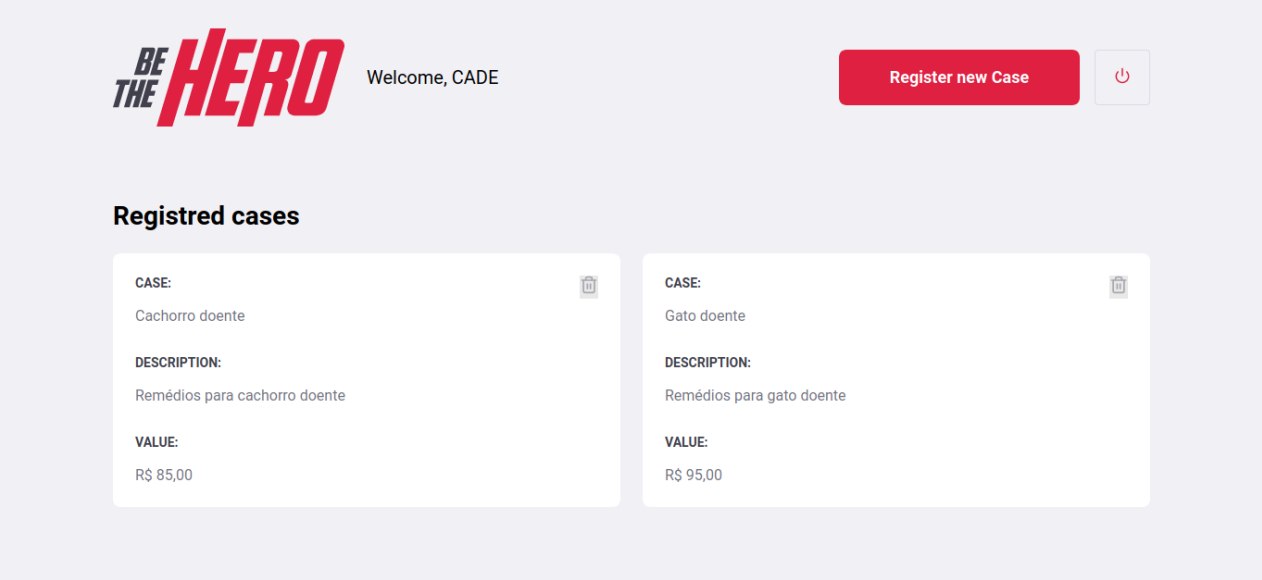 BE
THE
HERO
Welcome, CADE
Register new Case
Registred cases
CASE:
Cachorro doente
DESCRIPTION:
Remédios para cachorro doente
VALUE:
R$ 85,00
CASE:
Gato doente
DESCRIPTION:
Remédios para gato doente
VALUE:
R$ 95,00